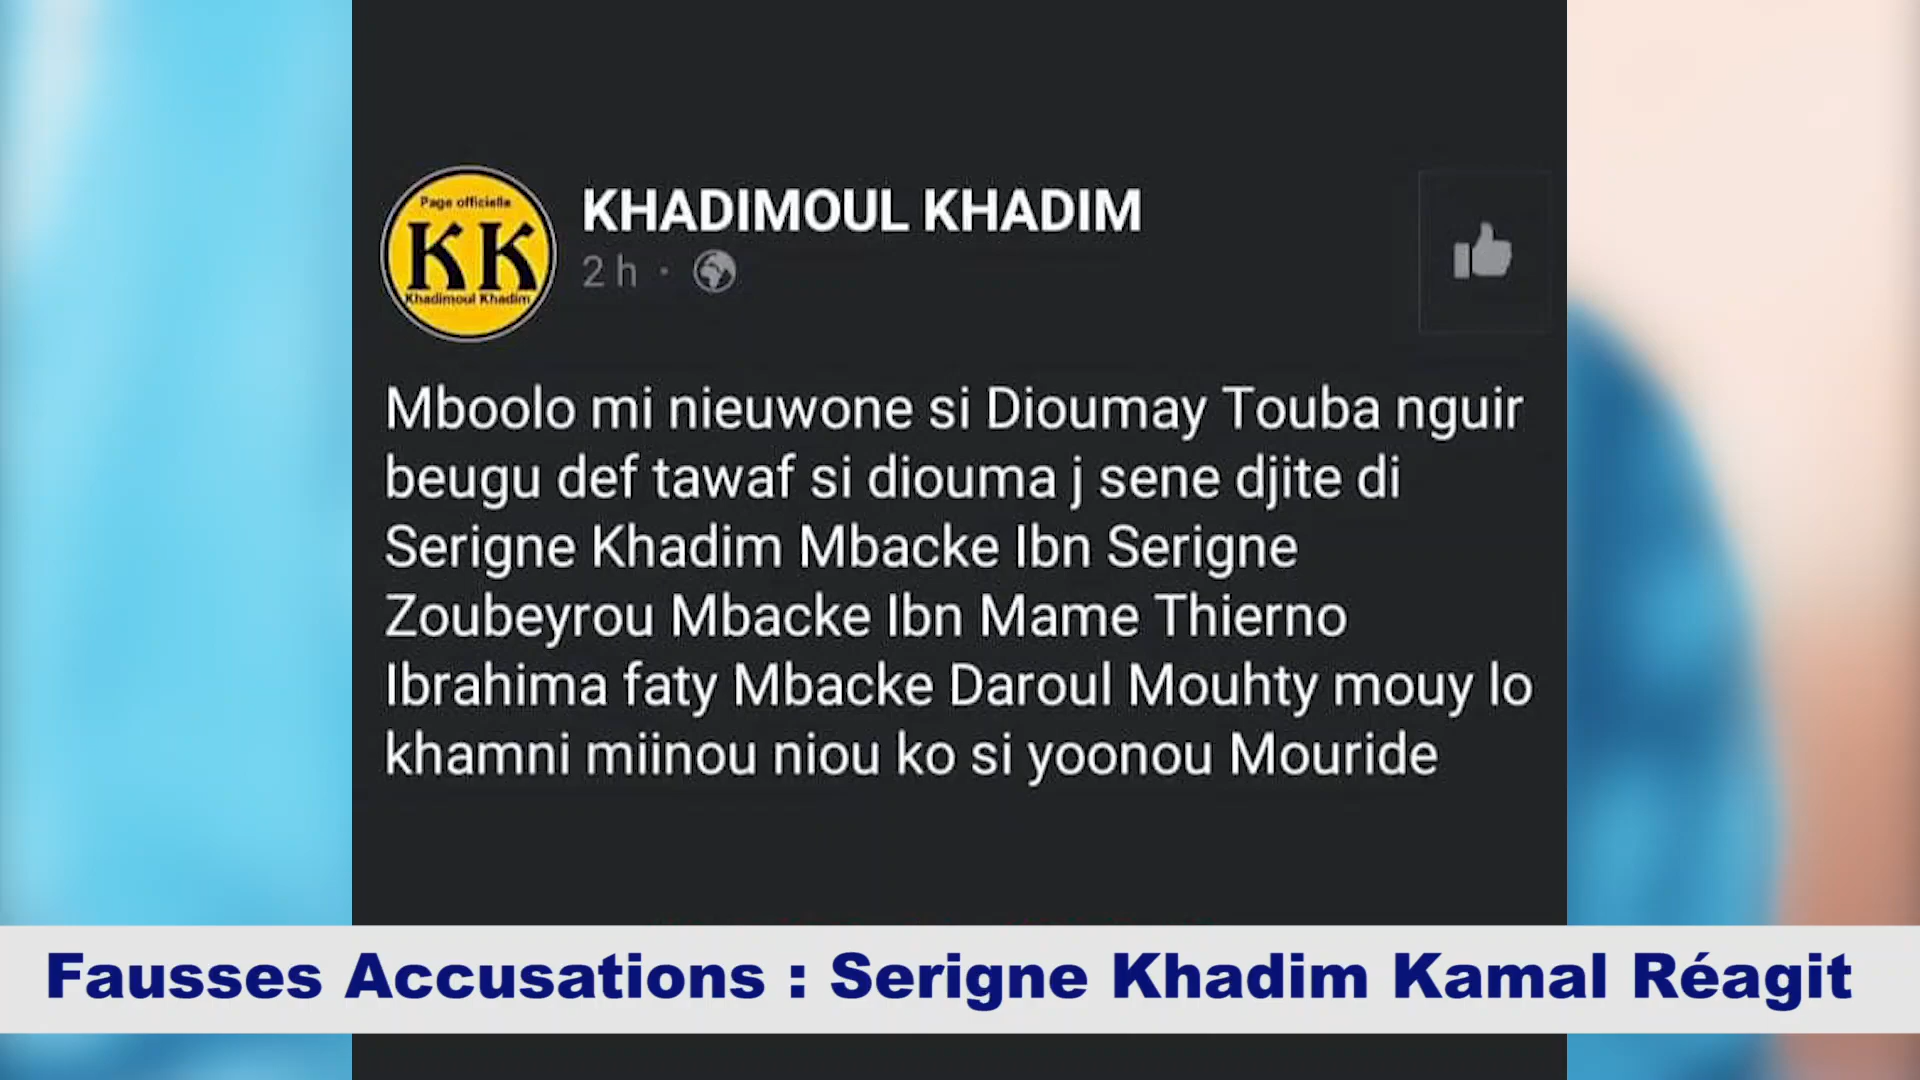 Page officielle
KK
Khadimoul Khadim
KHADIMOUL KHADIM
2 h ·
Mboolo mi nieuwone si Dioumay Touba nguir
beugu def tawaf si diouma j sene djite di
Serigne Khadim Mbacke Ibn Serigne
Zoubeyrou Mbacke Ibn Mame Thierno
Ibrahima faty Mbacke Daroul Mouhty mouy lo
khamni miinou niou ko si yoonou Mouride
Fausses Accusations : Serigne Khadim Kamal Réagit